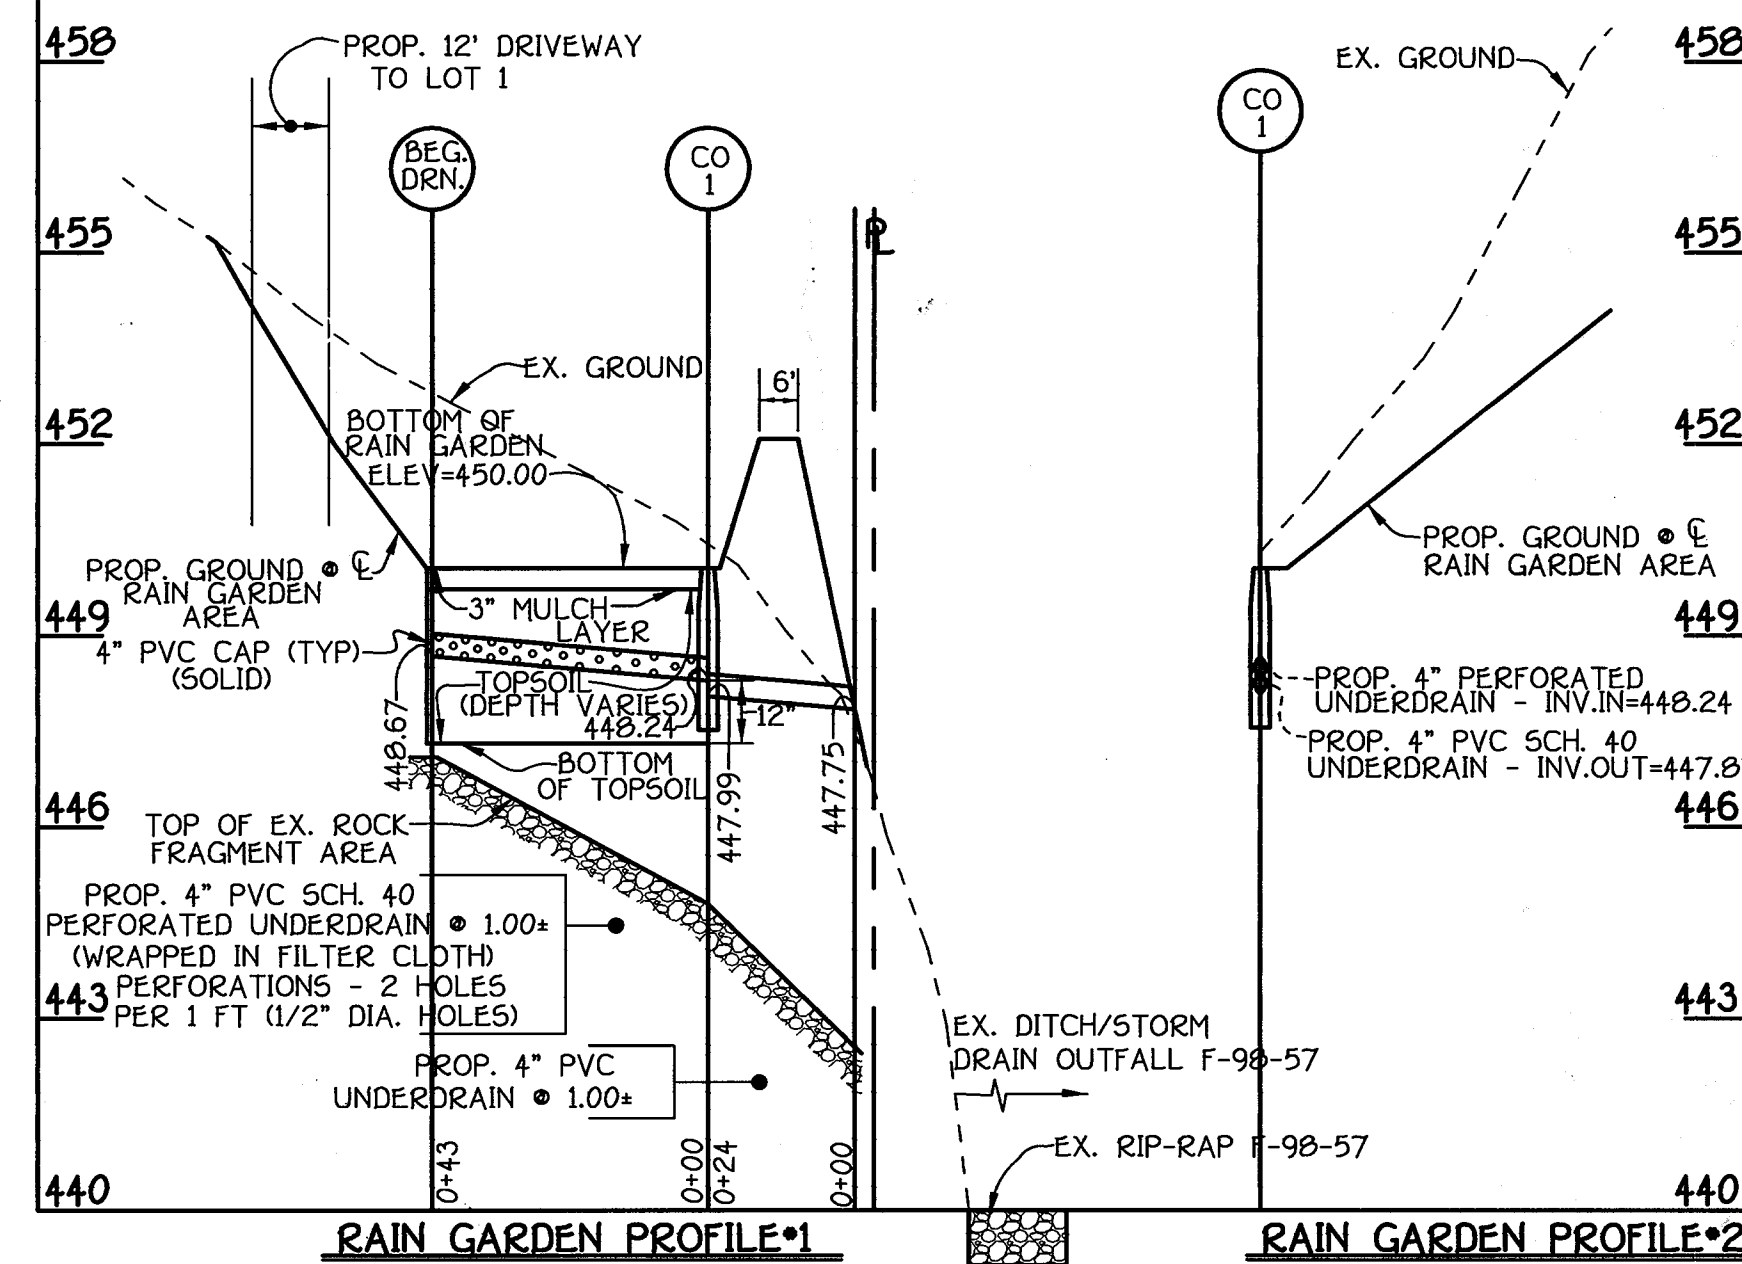 458
455
452
449
446
443
440
PROP. 12' DRIVEWAY
TO LOT 1
BEG.
DRN.
CO
1
EX. GROUND
6'
BOTTOM OF
RAIN GARDEN
ELEV=450.00
PROP. GROUND @ ℄
RAIN GARDEN
AREA
4" PVC CAP (TYP)
(SOLID)
3" MULCH
LAYER
TOPSOIL
(DEPTH VARIES)
448.24
12"
448.67
BOTTOM
OF TOPSOIL
447.99
447.75
TOP OF EX. ROCK
FRAGMENT AREA
PROP. 4" PVC SCH. 40
PERFORATED UNDERDRAIN @ 1.00±
(WRAPPED IN FILTER CLOTH)
PERFORATIONS - 2 HOLES
PER 1 FT (1/2" DIA. HOLES)
PROP. 4" PVC
UNDERDRAIN @ 1.00±
0+43
0+00
0+24
0+00
℄
EX. DITCH/STORM
DRAIN OUTFALL F-98-57
EX. RIP-RAP F-98-57
RAIN GARDEN PROFILE•1
CO
1
EX. GROUND
PROP. GROUND @ ℄
RAIN GARDEN AREA
PROP. 4" PERFORATED
UNDERDRAIN - INV.IN=448.24
PROP. 4" PVC SCH. 40
UNDERDRAIN - INV.OUT=447.8
458
455
452
449
446
443
440
RAIN GARDEN PROFILE•2